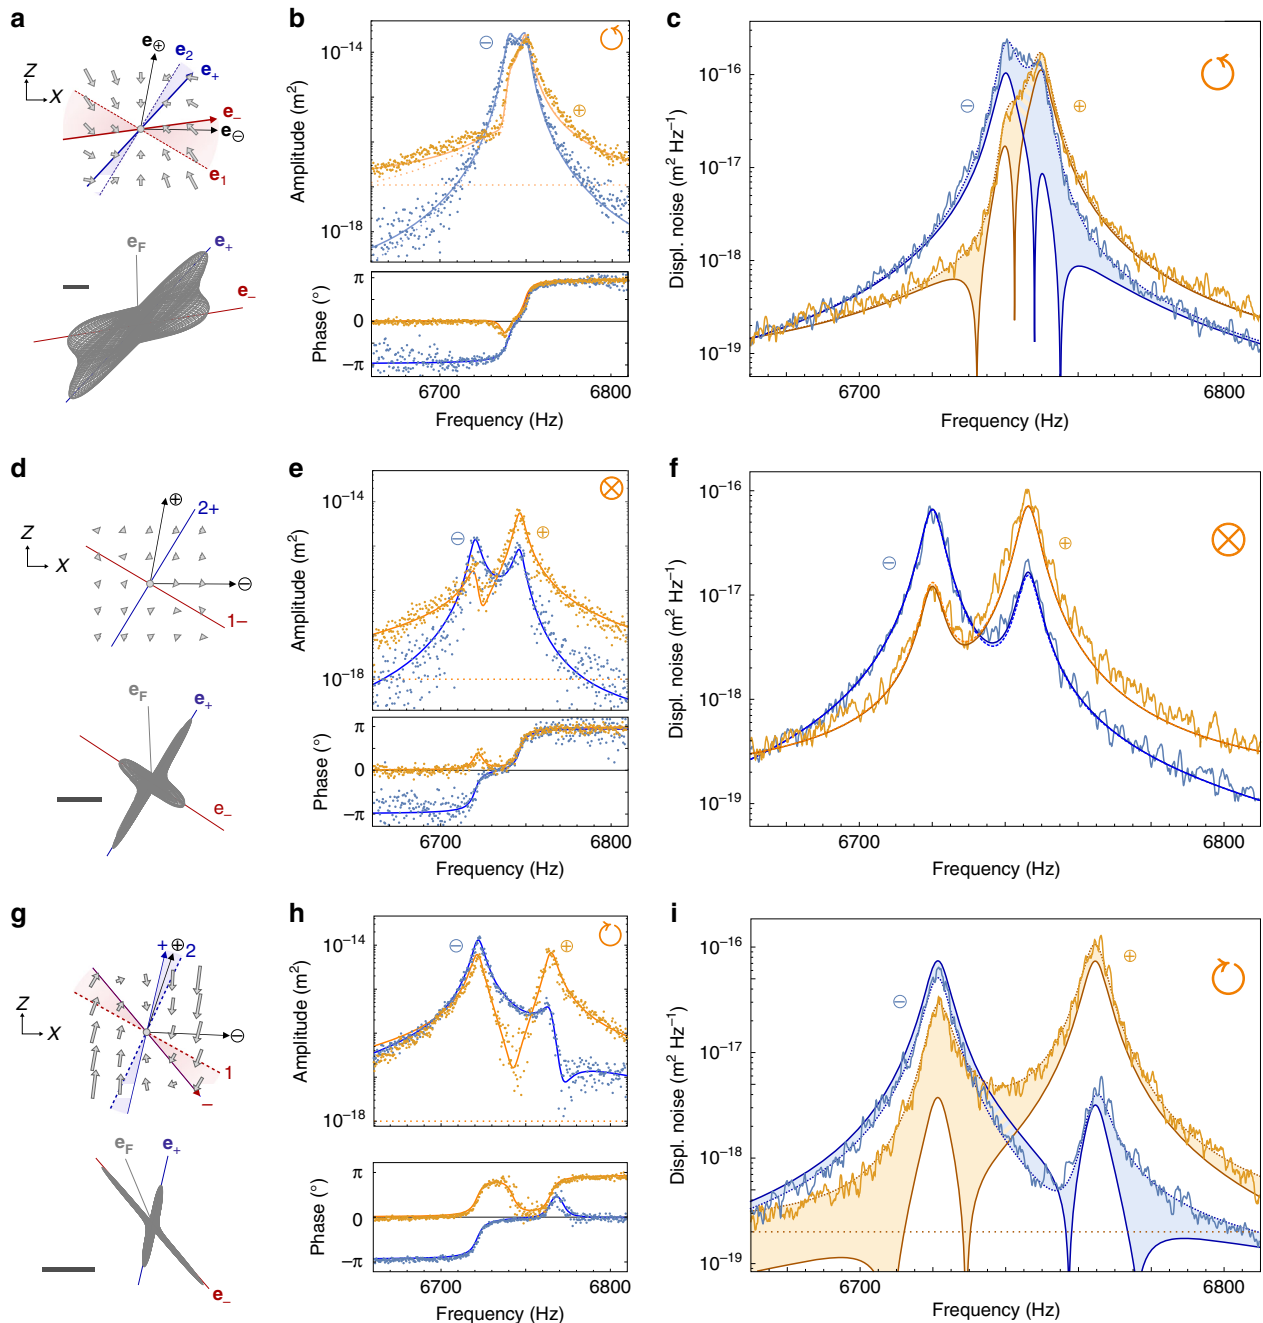 a
Z
X
e⊕
e2
e+
e−
e⊖
e1
eF
e+
e−
b
Amplitude (m²)
10⁻¹⁴
10⁻¹⁸
⊖
⊕
Phase (°)
π
0
−π
6700
6800
Frequency (Hz)
c
Displ. noise (m² Hz⁻¹)
10⁻¹⁶
10⁻¹⁷
10⁻¹⁸
10⁻¹⁹
⊖
⊕
6700
6800
Frequency (Hz)
d
Z
X
⊕
2+
⊖
1−
eF
e+
e−
e
Amplitude (m²)
10⁻¹⁴
10⁻¹⁸
⊖
⊕
Phase (°)
π
0
−π
6700
6800
Frequency (Hz)
f
Displ. noise (m² Hz⁻¹)
10⁻¹⁶
10⁻¹⁷
10⁻¹⁸
10⁻¹⁹
⊖
⊕
6700
6800
Frequency (Hz)
g
Z
X
+
⊕
2
⊖
1
−
eF
e+
e−
h
Amplitude (m²)
10⁻¹⁴
10⁻¹⁸
⊖
⊕
Phase (°)
π
0
−π
6700
6800
Frequency (Hz)
i
Displ. noise (m² Hz⁻¹)
10⁻¹⁶
10⁻¹⁷
10⁻¹⁸
10⁻¹⁹
⊖
⊕
6700
6800
Frequency (Hz)